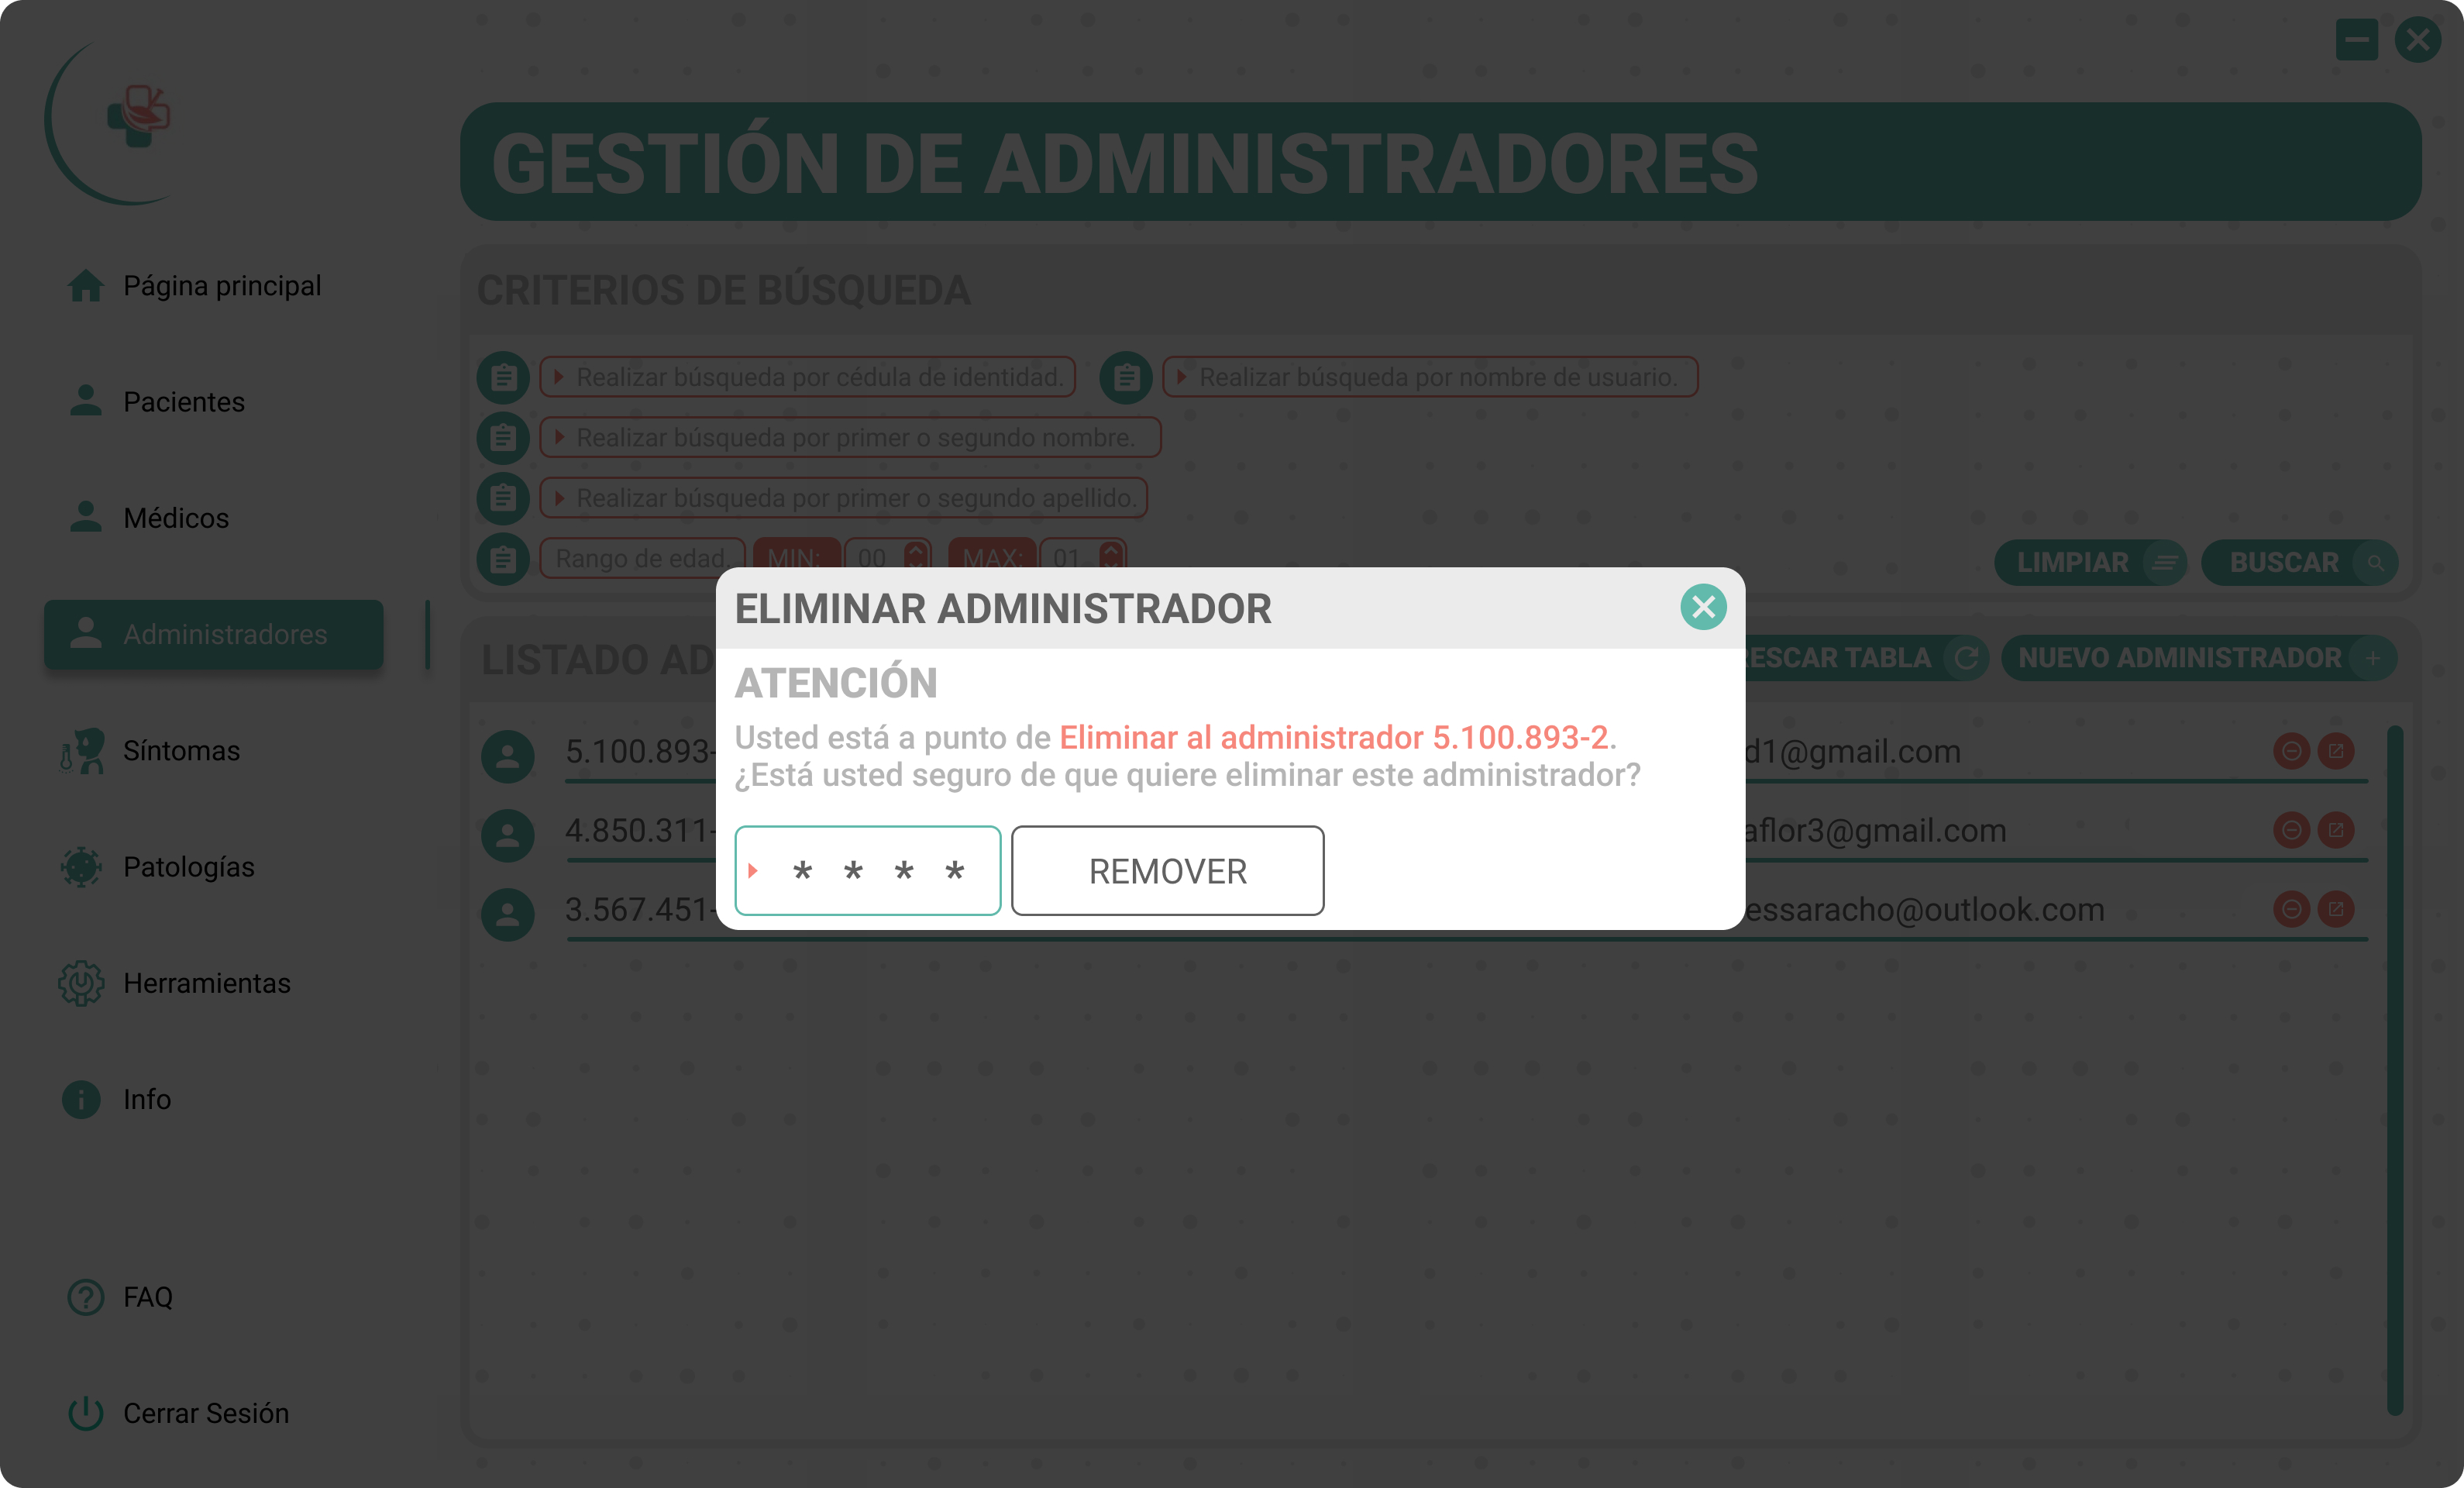 GESTIÓN DE ADMINISTRADORES
Página principal
Pacientes
Médicos
Administradores
Síntomas
Patologías
Herramientas
Info
FAQ
Cerrar Sesión
CRITERIOS DE BÚSQUEDA
Realizar búsqueda por cédula de identidad. Realizar búsqueda por nombre de usuario.
Realizar búsqueda por primer o segundo nombre.
Realizar búsqueda por primer o segundo apellido.
Rango de edad. MIN: 00 MAX: 01 LIMPIAR BUSCAR
LISTADO AD ESCAR TABLA NUEVO ADMINISTRADOR
5.100.893- d1@gmail.com
4.850.311- aflor3@gmail.com
3.567.451- essaracho@outlook.com
ELIMINAR ADMINISTRADOR
ATENCIÓN
Usted está a punto de Eliminar al administrador 5.100.893-2.
¿Está usted seguro de que quiere eliminar este administrador?
* * * * REMOVER